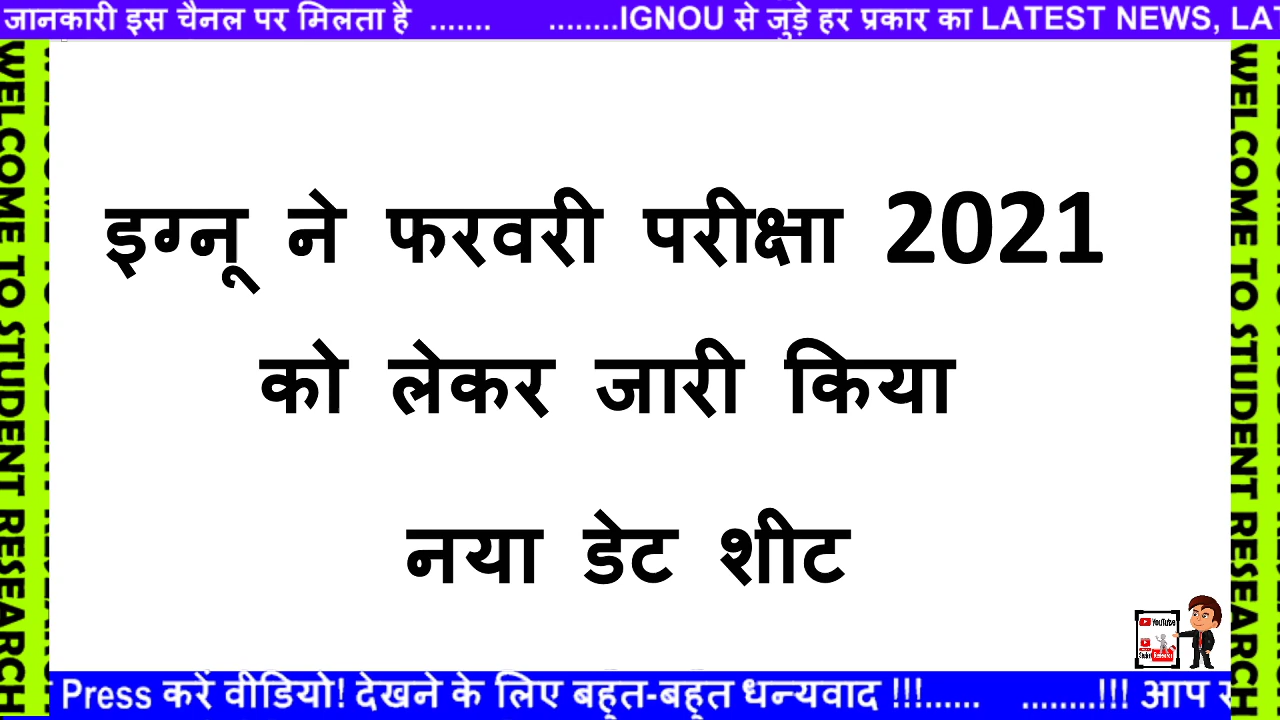 जानकारी इस चैनल पर मिलता है ....... ........IGNOU से जुड़े हर प्रकार का LATEST NEWS,
WELCOME TO STUDENT RESEARCH
WELCOME TO STUDENT RESEARCH
इग्नू ने फरवरी परीक्षा 2021
को लेकर जारी किया
नया डेट शीट
YouTube
Press करें वीडियो! देखने के लिए बहुत-बहुत धन्यवाद !!!...... ........!!! आप